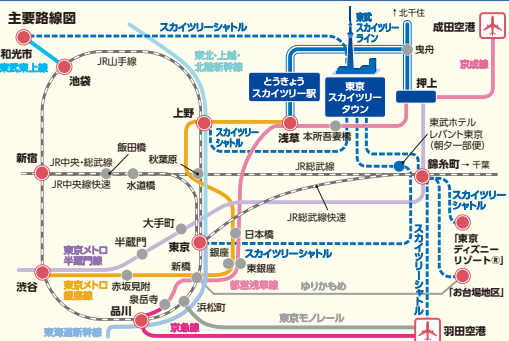 主要路線図
和光市
東武東上線
池袋
JR山手線
スカイツリーシャトル
東北・上越・
北陸新幹線
東武
スカイツリー
ライン
↑北千住
曳舟
成田空港
京成線
押上
とうきょう
スカイツリー駅
東京
スカイツリー
タウン
上野
スカイツリー
シャトル
浅草
本所吾妻橋
東武ホテル
レバント東京
(朝夕一部便)
新宿
JR中央・総武線
JR中央線快速
飯田橋
水道橋
秋葉原
JR総武線
錦糸町
→千葉
JR総武線快速
スカイツリー
シャトル
大手町
半蔵門
東京メトロ
半蔵門線
東京
日本橋
銀座
東銀座
スカイツリーシャトル
スカイツリーシャトル
「東京
ディズニー
リゾート®」
「お台場地区」
渋谷
東京メトロ
銀座線
赤坂見附
新橋
都営浅草線
ゆりかもめ
泉岳寺
品川
浜松町
東京モノレール
東海道新幹線
京急線
羽田空港